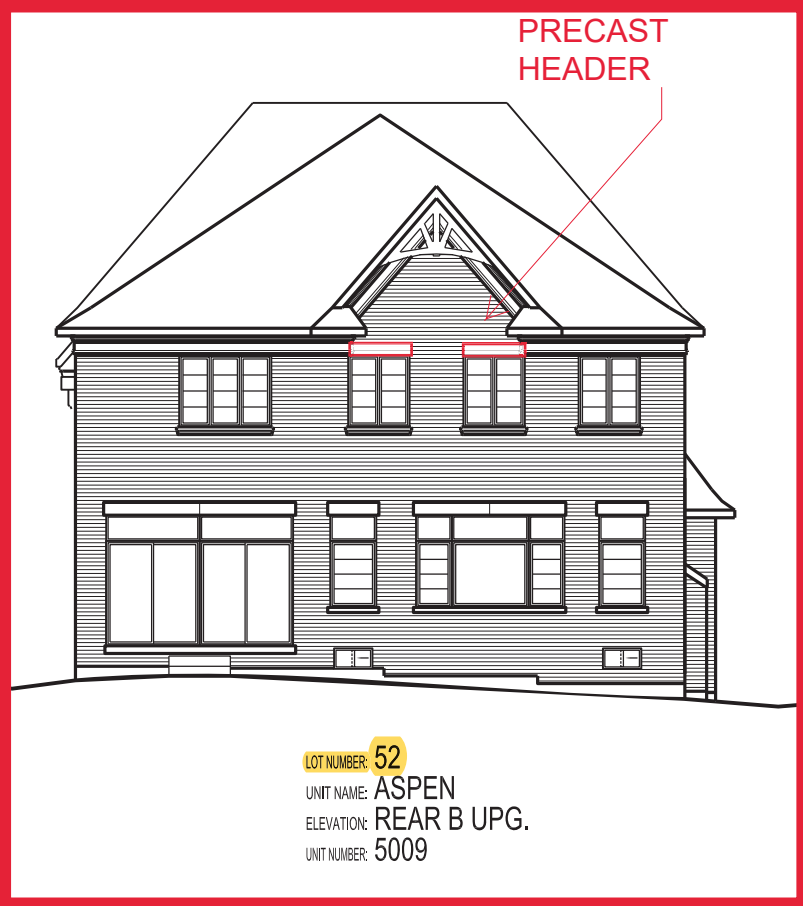 PRECAST
HEADER
LOT NUMBER: 52
UNIT NAME: ASPEN
ELEVATION: REAR B UPG.
UNIT NUMBER: 5009